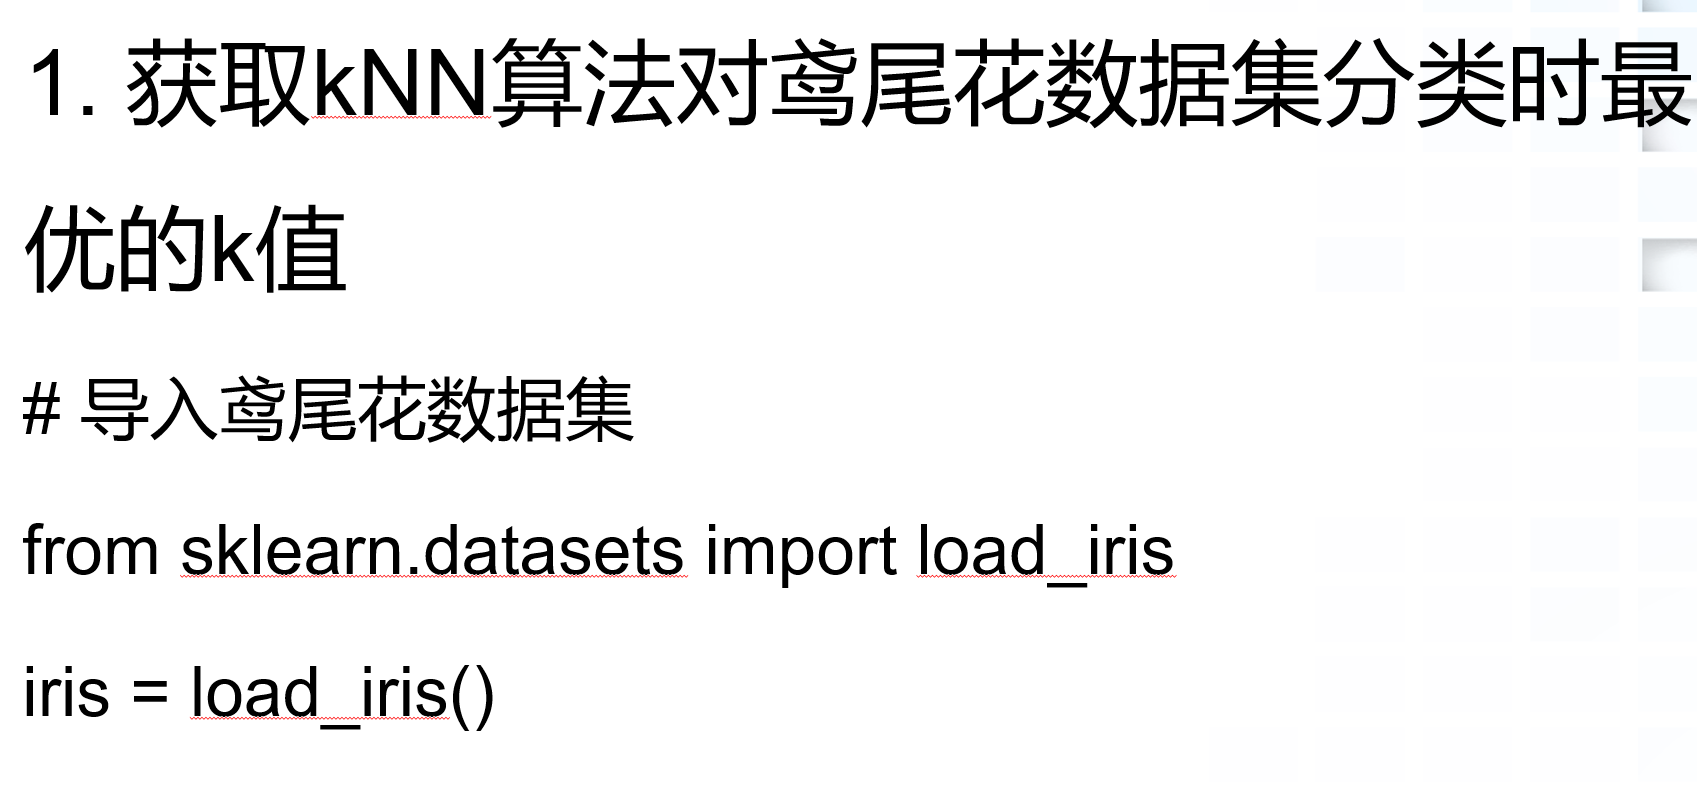 1. 获取kNN算法对鸢尾花数据集分类时最
优的k值
# 导入鸢尾花数据集
from sklearn.datasets import load_iris
iris = load_iris()